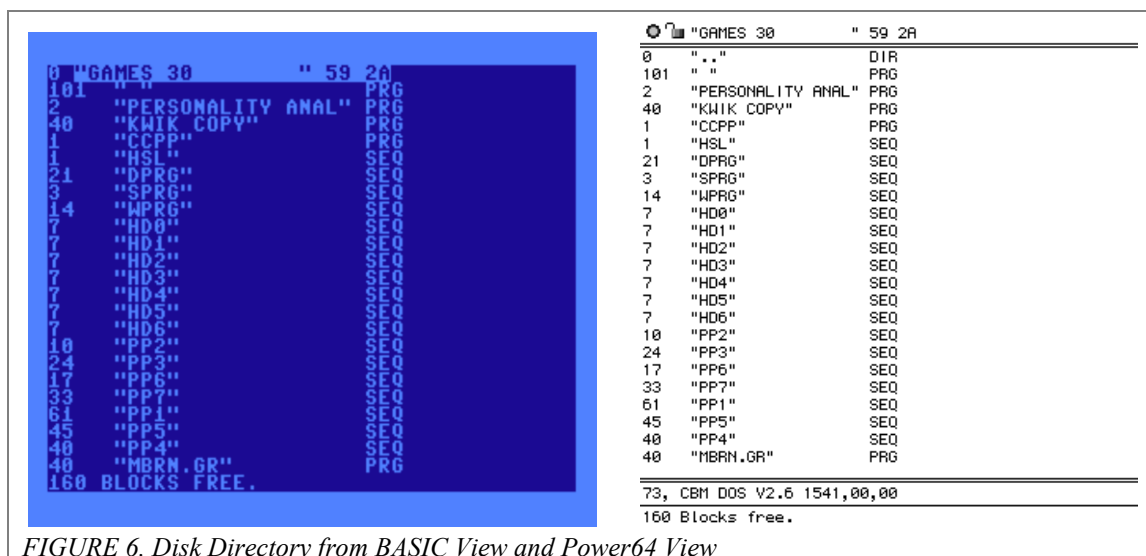 0 "GAMES 30        " 59 2A
101 " " PRG
2 "PERSONALITY ANAL" PRG
40 "KWIK COPY" PRG
1 "CCPP" PRG
1 "HSL" SEQ
21 "DPRG" SEQ
3 "SPRG" SEQ
14 "WPRG" SEQ
7 "HD0" SEQ
7 "HD1" SEQ
7 "HD2" SEQ
7 "HD3" SEQ
7 "HD4" SEQ
7 "HD5" SEQ
7 "HD6" SEQ
10 "PP2" SEQ
24 "PP3" SEQ
17 "PP6" SEQ
33 "PP7" SEQ
61 "PP1" SEQ
45 "PP5" SEQ
40 "PP4" SEQ
40 "MBRN.GR" PRG
160 BLOCKS FREE.
"GAMES 30        " 59 2A
0 ".." DIR
101 " " PRG
2 "PERSONALITY ANAL" PRG
40 "KWIK COPY" PRG
1 "CCPP" PRG
1 "HSL" SEQ
21 "DPRG" SEQ
3 "SPRG" SEQ
14 "WPRG" SEQ
7 "HD0" SEQ
7 "HD1" SEQ
7 "HD2" SEQ
7 "HD3" SEQ
7 "HD4" SEQ
7 "HD5" SEQ
7 "HD6" SEQ
10 "PP2" SEQ
24 "PP3" SEQ
17 "PP6" SEQ
33 "PP7" SEQ
61 "PP1" SEQ
45 "PP5" SEQ
40 "PP4" SEQ
40 "MBRN.GR" PRG
73, CBM DOS V2.6 1541,00,00
160 Blocks free.
FIGURE 6. Disk Directory from BASIC View and Power64 View